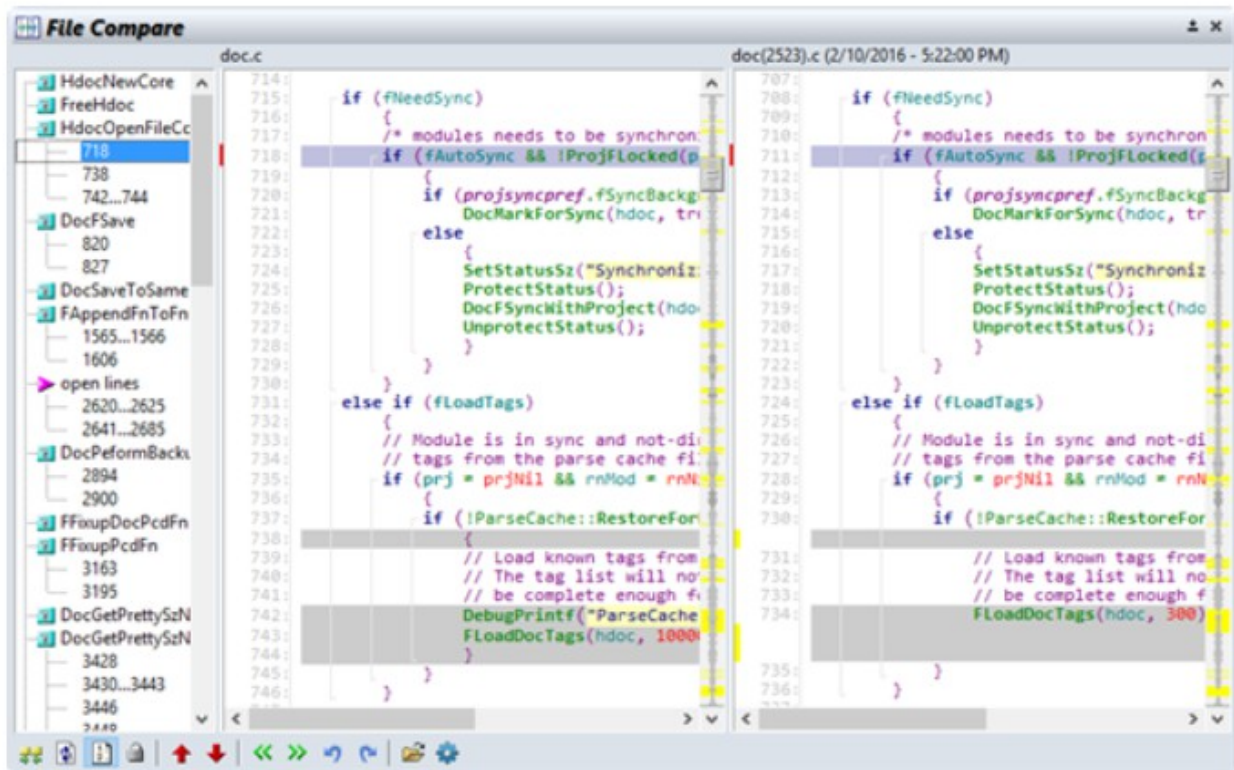 File Compare
doc.c
doc(2523).c (2/10/2016 - 5:22:00 PM)
HdocNewCore
FreeHdoc
HdocOpenFileCc
718
738
742...744
DocFSave
820
827
DocSaveToSame
FAppendFnToFn
1565...1566
1606
open lines
2620...2625
2641...2685
DocPeformBacku
2894
2900
FFixupDocPcdFn
FFixupPcdFn
3163
3195
DocGetPrettySzN
DocGetPrettySzN
3428
3430...3443
3446
3448
714:
715: if (fNeedSync)
716: {
717: /* modules needs to be synchron
718: if (fAutoSync && !ProjFLocked(p
719: {
720: if (projsyncpref.fSyncBackg
721: DocMarkForSync(hdoc, tr
722: else
723: {
724: SetStatusSz("Synchroniz
725: ProtectStatus();
726: DocFSyncWithProject(hdo
727: UnprotectStatus();
728: }
729: }
730: }
731: else if (fLoadTags)
732: {
733: // Module is in sync and not-di
734: // tags from the parse cache fi
735: if (prj = prjNil && rnMod = rnN
736: {
737: if (!ParseCache::RestoreFor
738: {
739: // Load known tags from
740: // The tag list will no
741: // be complete enough f
742: DebugPrintf("ParseCache
743: FLoadDocTags(hdoc, 1000
744: }
745: }
746: }
707:
708: if (fNeedSync)
709: {
710: /* modules needs to be synchron
711: if (fAutoSync && !ProjFLocked(p
712: {
713: if (projsyncpref.fSyncBackg
714: DocMarkForSync(hdoc, tr
715: else
716: {
717: SetStatusSz("Synchroniz
718: ProtectStatus();
719: DocFSyncWithProject(hdo
720: UnprotectStatus();
721: }
722: }
723: }
724: else if (fLoadTags)
725: {
726: // Module is in sync and not-di
727: // tags from the parse cache fi
728: if (prj = prjNil && rnMod = rnN
729: {
730: if (!ParseCache::RestoreFor
731: // Load known tags from
732: // The tag list will no
733: // be complete enough f
734: FLoadDocTags(hdoc, 300)
735: }
736: }